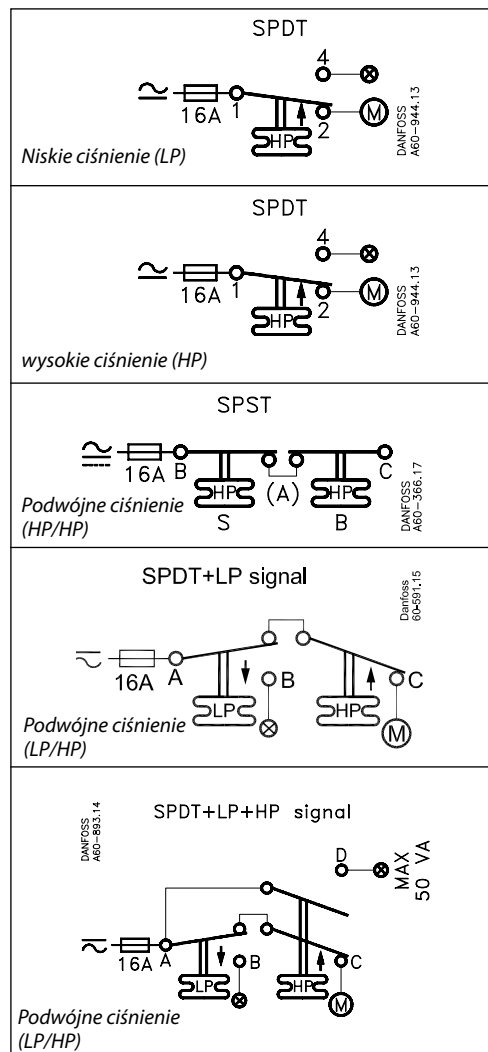 SPDT
4
16A
1
2
M
HP
DANFOSS
A60-944.13
Niskie ciśnienie (LP)
SPDT
4
16A
1
2
M
HP
DANFOSS
A60-944.13
wysokie ciśnienie (HP)
SPST
16A
B
C
HP
(A)
HP
S
B
DANFOSS
A60-366.17
Podwójne ciśnienie
(HP/HP)
SPDT+LP signal
Danfoss
60-591.15
16A
A
B
C
LP
HP
M
Podwójne ciśnienie
(LP/HP)
DANFOSS
A60-893.14
SPDT+LP+HP signal
D
MAX
50 VA
16A
A
B
C
LP
HP
M
Podwójne ciśnienie
(LP/HP)